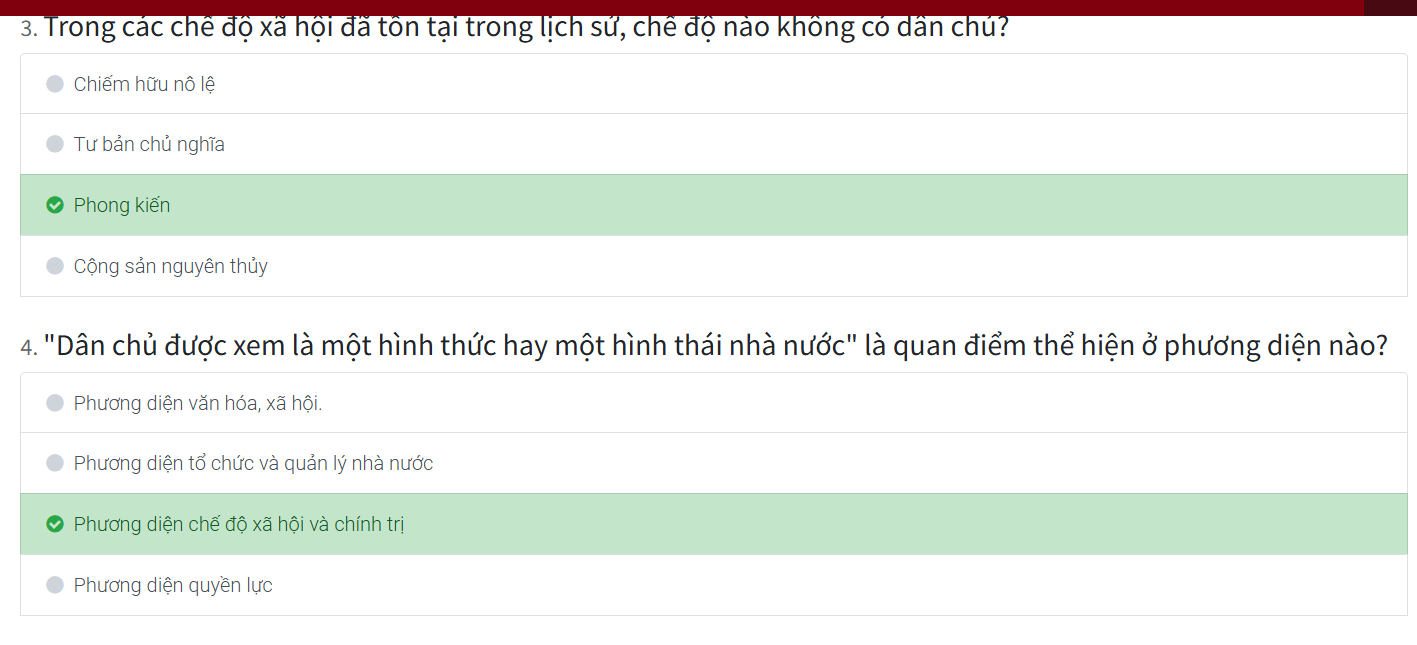 3. Trong các chế độ xã hội đã tồn tại trong lịch sử, chế độ nào không có dân chủ?
Chiếm hữu nô lệ
Tư bản chủ nghĩa
Phong kiến
Cộng sản nguyên thủy
4. "Dân chủ được xem là một hình thức hay một hình thái nhà nước" là quan điểm thể hiện ở phương diện nào?
Phương diện văn hóa, xã hội.
Phương diện tổ chức và quản lý nhà nước
Phương diện chế độ xã hội và chính trị
Phương diện quyền lực